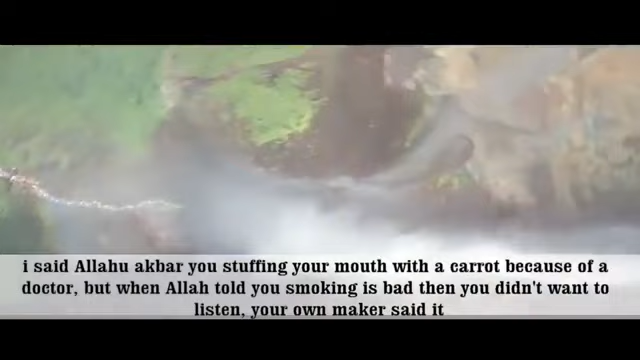 i said Allahu akbar you stuffing your mouth with a carrot because of a
doctor, but when Allah told you smoking is bad then you didn't want to
listen, your own maker said it